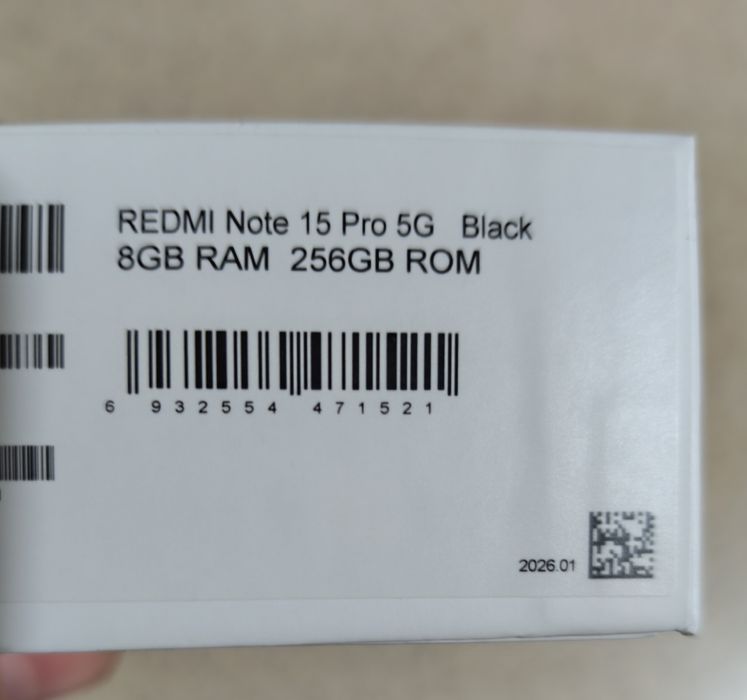 REDMI Note 15 Pro 5G Black
8GB RAM 256GB ROM
6 932554 471521
2026.01